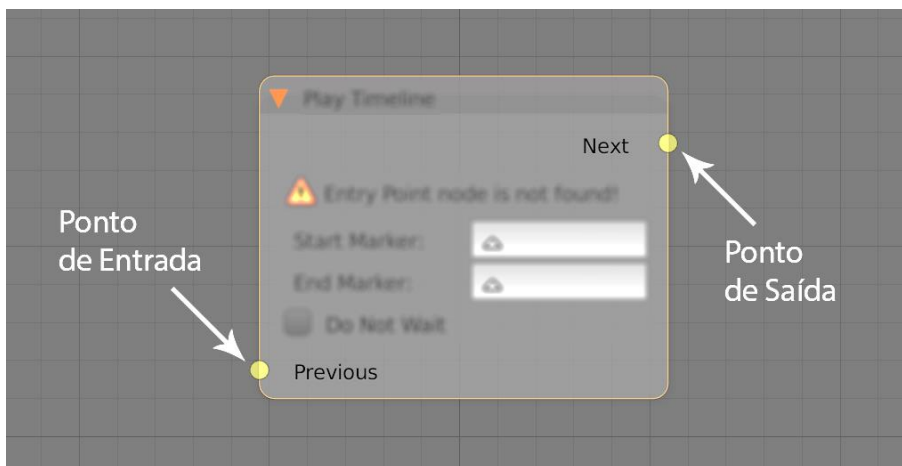 Play Timeline
Next
Entry Point node is not found!
Start Marker:
End Marker:
Do Not Wait
Previous
Ponto
de Entrada
Ponto
de Saída